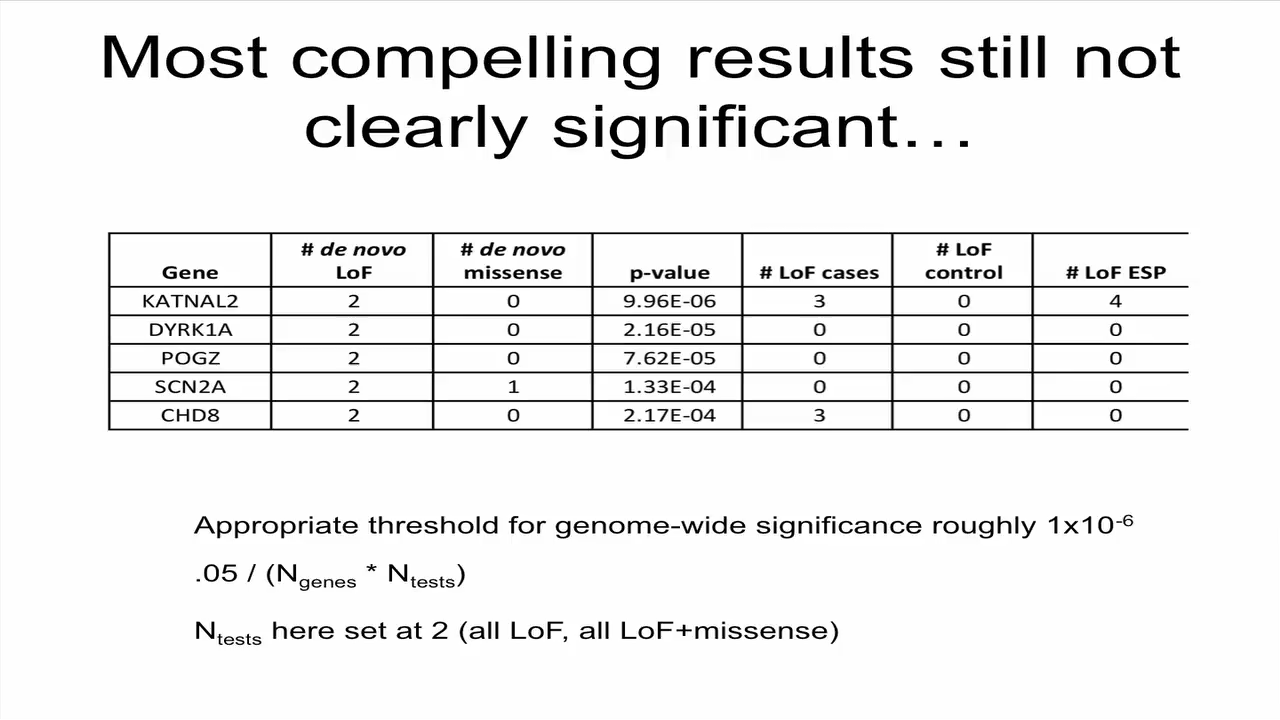 Most compelling results still not
clearly significant…
Gene # de novo LoF # de novo missense p-value # LoF cases # LoF control # LoF ESP
KATNAL2 2 0 9.96E-06 3 0 4
DYRK1A 2 0 2.16E-05 0 0 0
POGZ 2 0 7.62E-05 0 0 0
SCN2A 2 1 1.33E-04 0 0 0
CHD8 2 0 2.17E-04 3 0 0
Appropriate threshold for genome-wide significance roughly 1x10-6
.05 / (Ngenes * Ntests)
Ntests here set at 2 (all LoF, all LoF+missense)